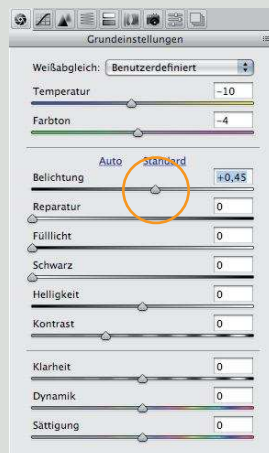 Grundeinstellungen
Weißabgleich: Benutzerdefiniert
Temperatur -10
Farbton -4
Auto Standard
Belichtung +0,45
Reparatur 0
Fülllicht 0
Schwarz 0
Helligkeit 0
Kontrast 0
Klarheit 0
Dynamik 0
Sättigung 0